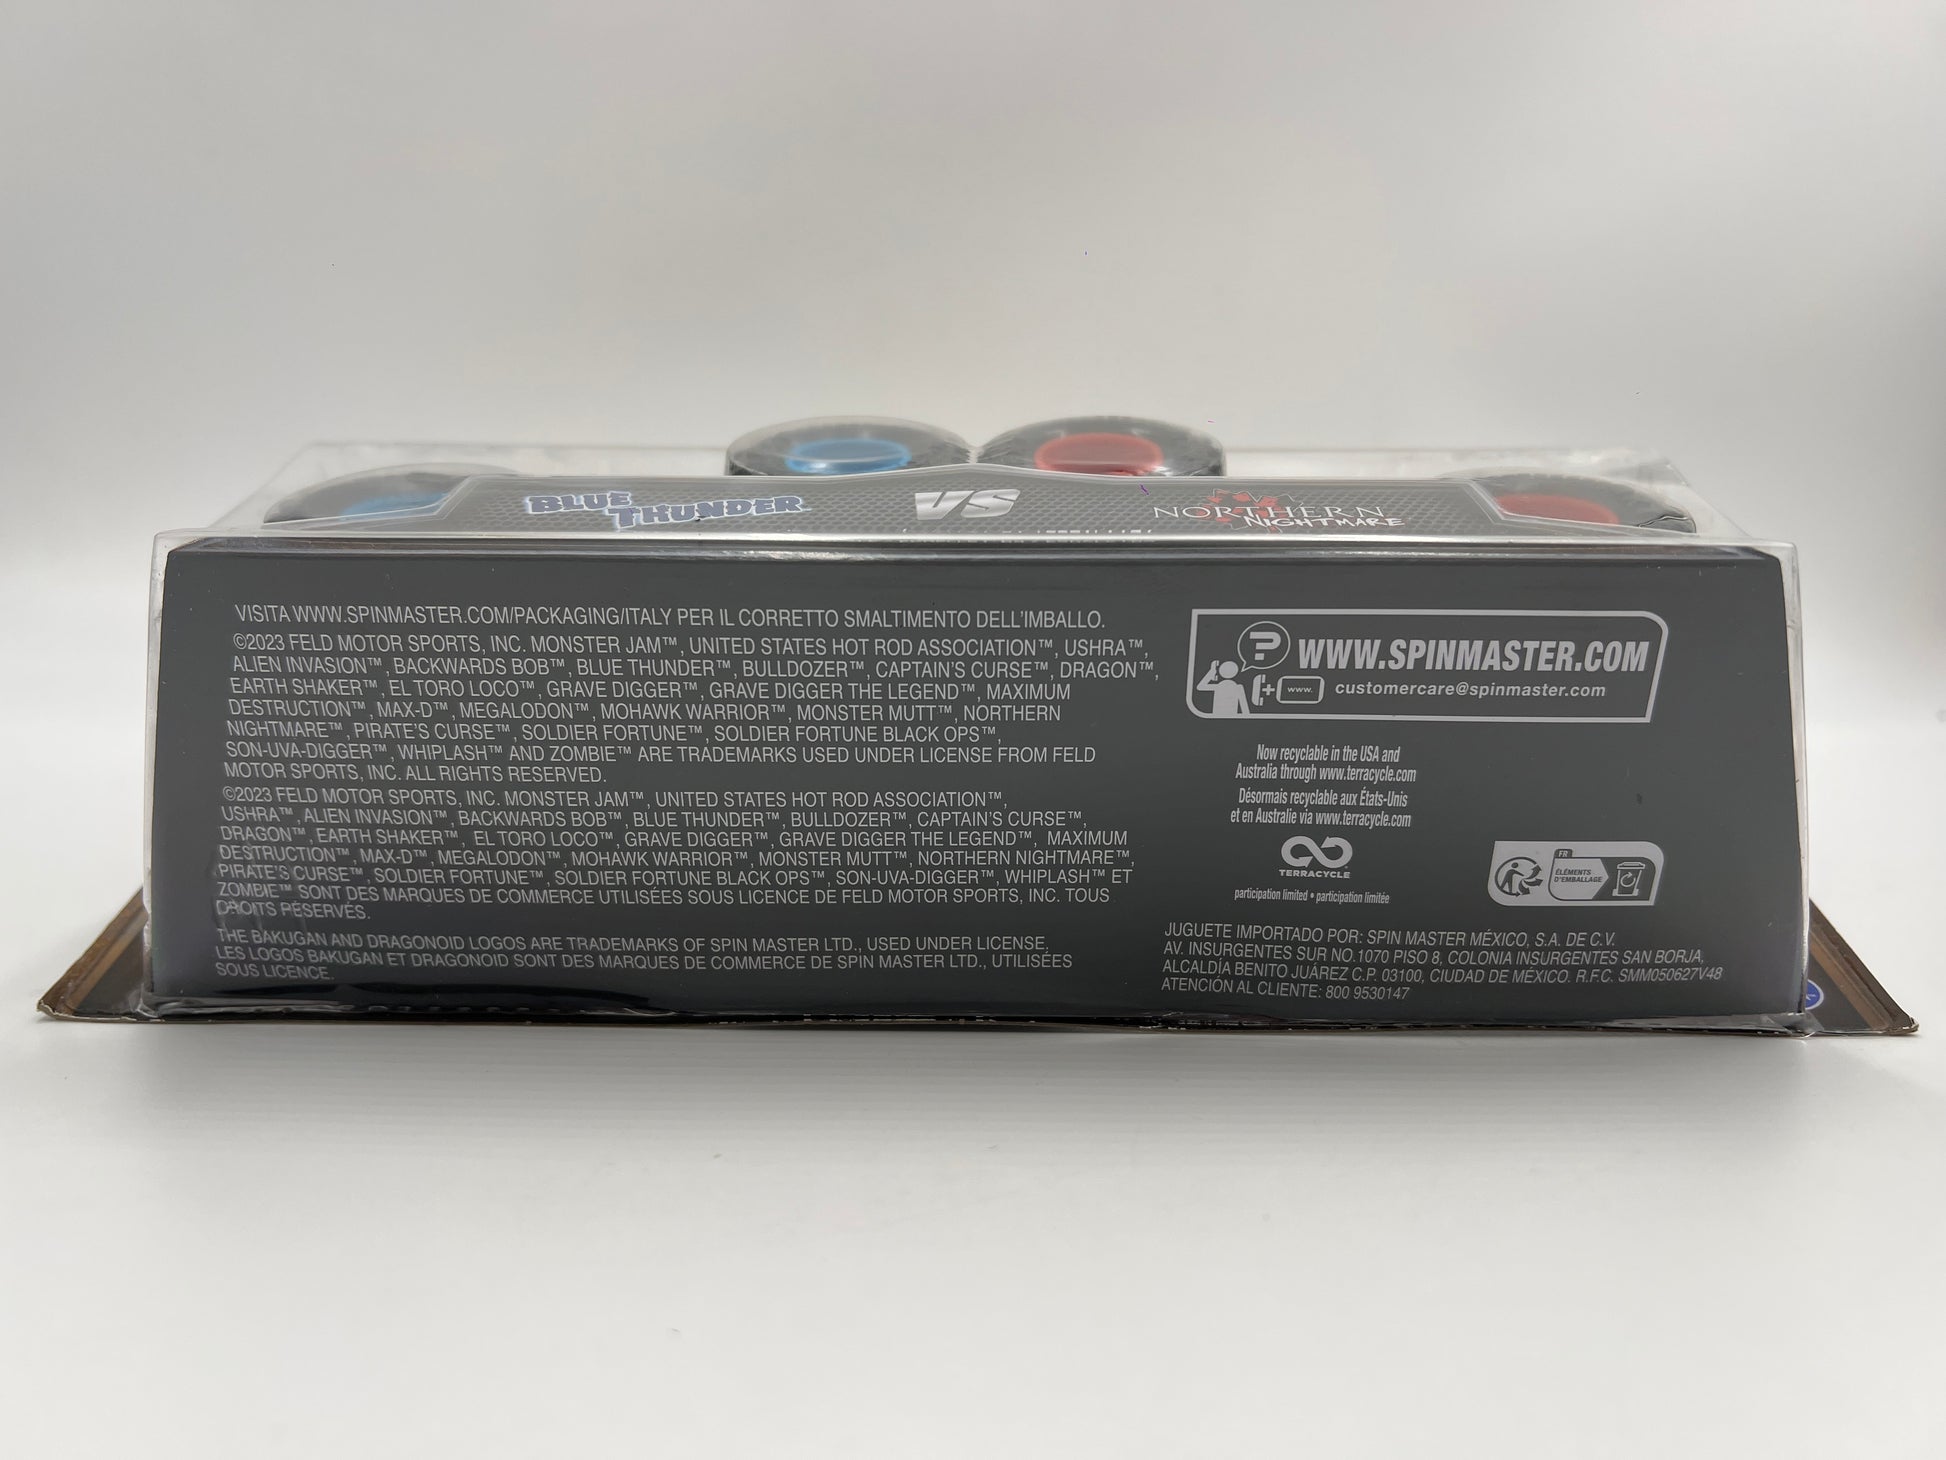 BLUE THUNDER
VS
NORTHERN NIGHTMARE
VISITA WWW.SPINMASTER.COM/PACKAGING/ITALY PER IL CORRETTO SMALTIMENTO DELL'IMBALLO.
©2023 FELD MOTOR SPORTS, INC. MONSTER JAM™, UNITED STATES HOT ROD ASSOCIATION™, USHRA™,
ALIEN INVASION™, BACKWARDS BOB™, BLUE THUNDER™, BULLDOZER™, CAPTAIN'S CURSE™, DRAGON™,
EARTH SHAKER™, EL TORO LOCO™, GRAVE DIGGER™, GRAVE DIGGER THE LEGEND™, MAXIMUM
DESTRUCTION™, MAX-D™, MEGALODON™, MOHAWK WARRIOR™, MONSTER MUTT™, NORTHERN
NIGHTMARE™, PIRATE'S CURSE™, SOLDIER FORTUNE™, SOLDIER FORTUNE BLACK OPS™,
SON-UVA-DIGGER™, WHIPLASH™ AND ZOMBIE™ ARE TRADEMARKS USED UNDER LICENSE FROM FELD
MOTOR SPORTS, INC. ALL RIGHTS RESERVED.
©2023 FELD MOTOR SPORTS, INC. MONSTER JAM™, UNITED STATES HOT ROD ASSOCIATION™,
USHRA™, ALIEN INVASION™, BACKWARDS BOB™, BLUE THUNDER™, BULLDOZER™, CAPTAIN'S CURSE™,
DRAGON™, EARTH SHAKER™, EL TORO LOCO™, GRAVE DIGGER™, GRAVE DIGGER THE LEGEND™, MAXIMUM
DESTRUCTION™, MAX-D™, MEGALODON™, MOHAWK WARRIOR™, MONSTER MUTT™, NORTHERN NIGHTMARE™,
PIRATE'S CURSE™, SOLDIER FORTUNE™, SOLDIER FORTUNE BLACK OPS™, SON-UVA-DIGGER™, WHIPLASH™ ET
ZOMBIE™ SONT DES MARQUES DE COMMERCE UTILISÉES SOUS LICENCE DE FELD MOTOR SPORTS, INC. TOUS
DROITS RÉSERVÉS.
THE BAKUGAN AND DRAGONOID LOGOS ARE TRADEMARKS OF SPIN MASTER LTD., USED UNDER LICENSE.
LES LOGOS BAKUGAN ET DRAGONOID SONT DES MARQUES DE COMMERCE DE SPIN MASTER LTD., UTILISÉES
SOUS LICENCE.
? WWW.SPINMASTER.COM
+ www. customercare@spinmaster.com
Now recyclable in the USA and
Australia through www.terracycle.com
Désormais recyclable aux États-Unis
et en Australie via www.terracycle.com
TERRACYCLE
participation limited • participation limitée
FR
ÉLÉMENTS
D'EMBALLAGE
JUGUETE IMPORTADO POR: SPIN MASTER MÉXICO, S.A. DE C.V.
AV. INSURGENTES SUR NO.1070 PISO 8, COLONIA INSURGENTES SAN BORJA,
ALCALDÍA BENITO JUÁREZ C.P. 03100, CIUDAD DE MÉXICO. R.F.C. SMM050627V48
ATENCIÓN AL CLIENTE: 800 9530147